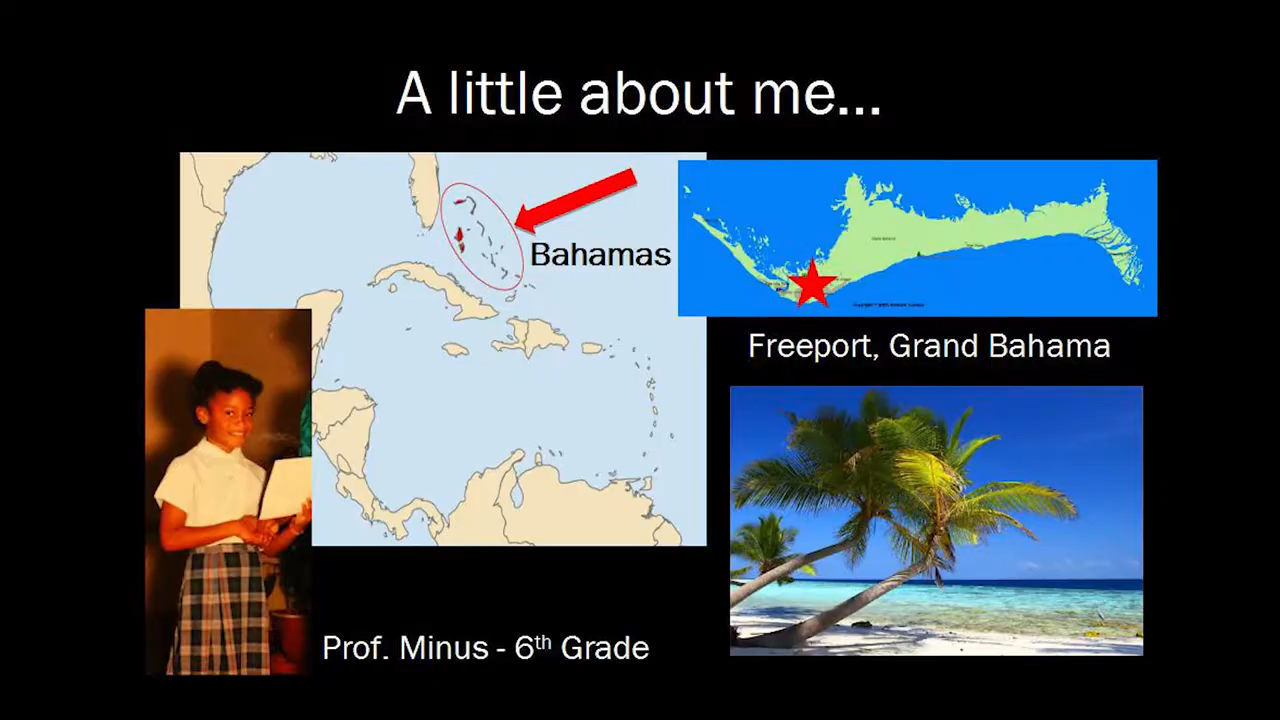 A little about me...
Bahamas
Freeport, Grand Bahama
Prof. Minus - 6th Grade